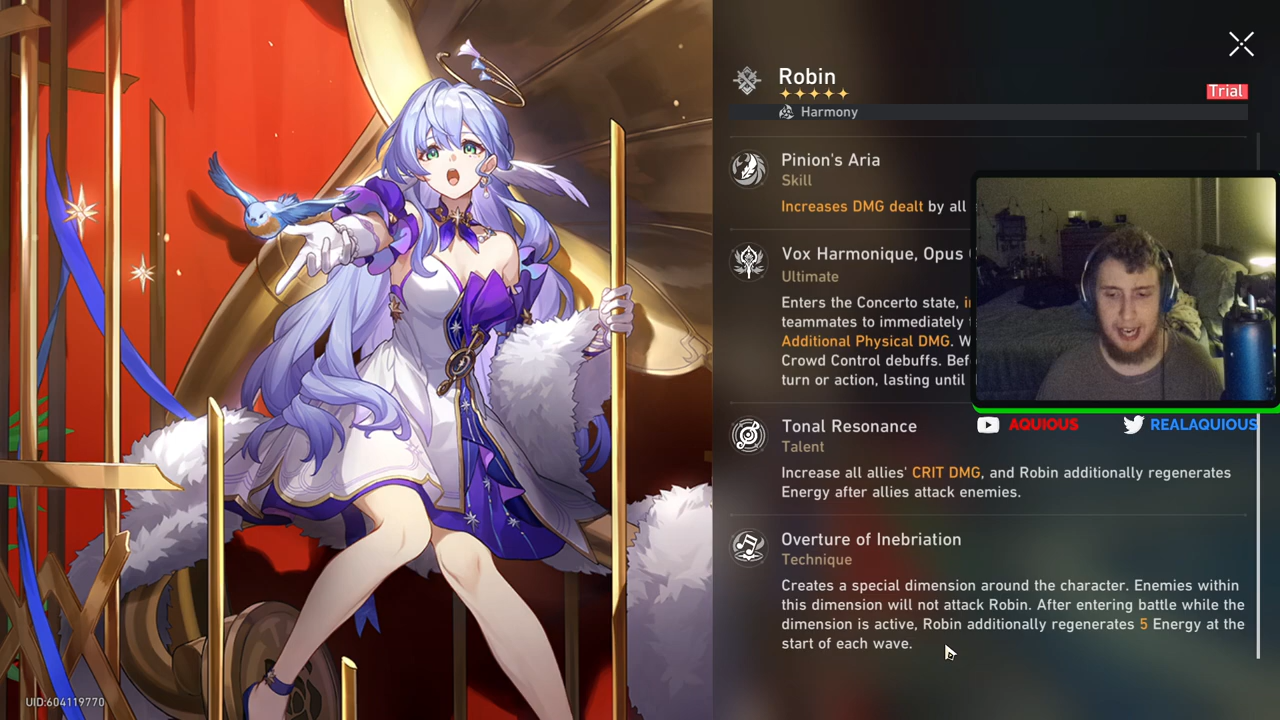 Robin
Trial
Harmony
Pinion's Aria
Skill
Increases DMG dealt by all
Vox Harmonique, Opus
Ultimate
Enters the Concerto state,
teammates to immediately
Additional Physical DMG.
Crowd Control debuffs.
turn or action, lasting until
AQUIOUS
REALAQUIOUS
Tonal Resonance
Talent
Increase all allies' CRIT DMG, and Robin additionally regenerates
Energy after allies attack enemies.
Overture of Inebriation
Technique
Creates a special dimension around the character. Enemies within
this dimension will not attack Robin. After entering battle while the
dimension is active, Robin additionally regenerates 5 Energy at the
start of each wave.
UID:604119770